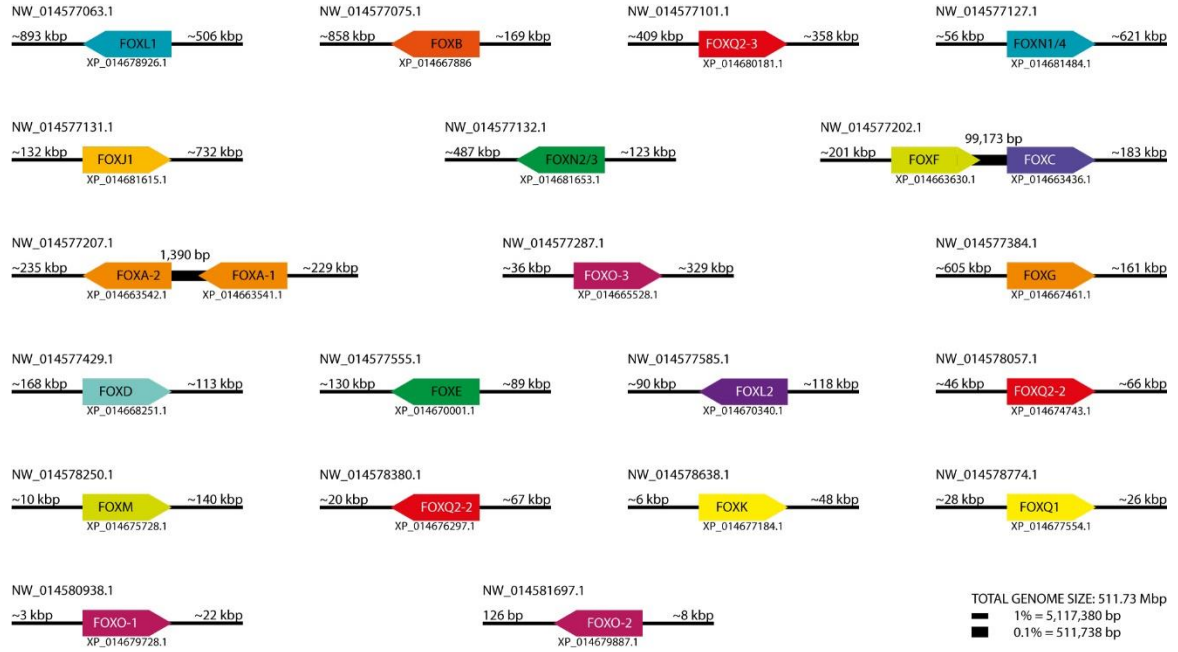 NW_014577063.1
~893 kbp FOXL1 ~506 kbp
XP_014678926.1
NW_014577075.1
~858 kbp FOXB ~169 kbp
XP_014667886
NW_014577101.1
~409 kbp FOXQ2-3 ~358 kbp
XP_014680181.1
NW_014577127.1
~56 kbp FOXN1/4 ~621 kbp
XP_014681484.1
NW_014577131.1
~132 kbp FOXJ1 ~732 kbp
XP_014681615.1
NW_014577132.1
~487 kbp FOXN2/3 ~123 kbp
XP_014681653.1
NW_014577202.1
99,173 bp
~201 kbp FOXF FOXC ~183 kbp
XP_014663630.1 XP_014663436.1
NW_014577207.1
1,390 bp
~235 kbp FOXA-2 FOXA-1 ~229 kbp
XP_014663542.1 XP_014663541.1
NW_014577287.1
~36 kbp FOXO-3 ~329 kbp
XP_014665528.1
NW_014577384.1
~605 kbp FOXG ~161 kbp
XP_014667461.1
NW_014577429.1
~168 kbp FOXD ~113 kbp
XP_014668251.1
NW_014577555.1
~130 kbp FOXE ~89 kbp
XP_014670001.1
NW_014577585.1
~90 kbp FOXL2 ~118 kbp
XP_014670340.1
NW_014578057.1
~46 kbp FOXQ2-2 ~66 kbp
XP_014674743.1
NW_014578250.1
~10 kbp FOXM ~140 kbp
XP_014675728.1
NW_014578380.1
~20 kbp FOXQ2-2 ~67 kbp
XP_014676297.1
NW_014578638.1
~6 kbp FOXK ~48 kbp
XP_014677184.1
NW_014578774.1
~28 kbp FOXQ1 ~26 kbp
XP_014677554.1
NW_014580938.1
~3 kbp FOXO-1 ~22 kbp
XP_014679728.1
NW_014581697.1
126 bp FOXO-2 ~8 kbp
XP_014679887.1
TOTAL GENOME SIZE: 511.73 Mbp
1% = 5,117,380 bp
0.1% = 511,738 bp